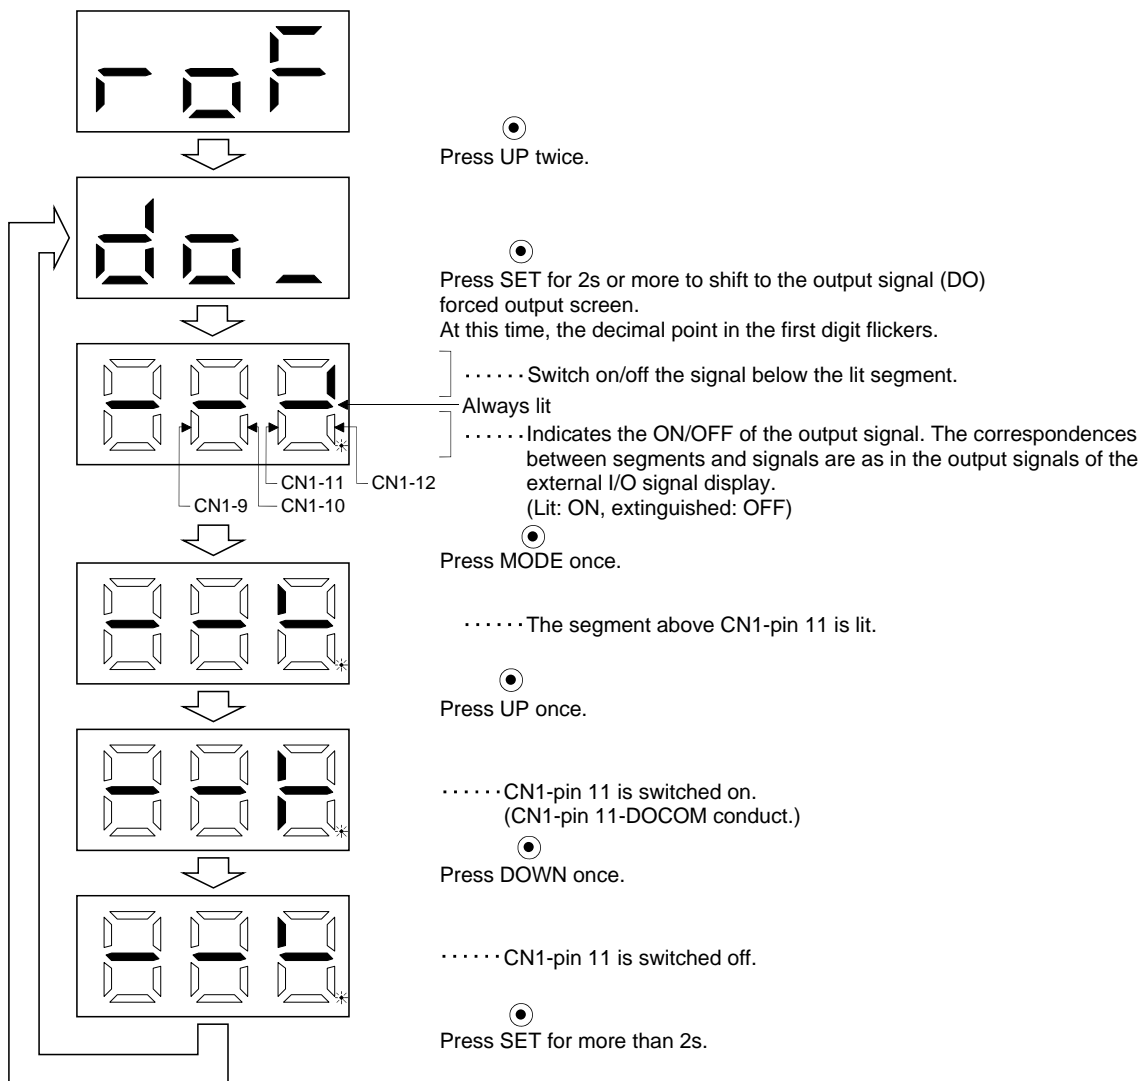 roF
Press UP twice.
do_
Press SET for 2s or more to shift to the output signal (DO)
forced output screen.
At this time, the decimal point in the first digit flickers.
······Switch on/off the signal below the lit segment.
Always lit
······Indicates the ON/OFF of the output signal. The correspondences
between segments and signals are as in the output signals of the
external I/O signal display.
(Lit: ON, extinguished: OFF)
CN1-11 CN1-12
CN1-9 CN1-10
Press MODE once.
······The segment above CN1-pin 11 is lit.
Press UP once.
······CN1-pin 11 is switched on.
(CN1-pin 11-DOCOM conduct.)
Press DOWN once.
······CN1-pin 11 is switched off.
Press SET for more than 2s.